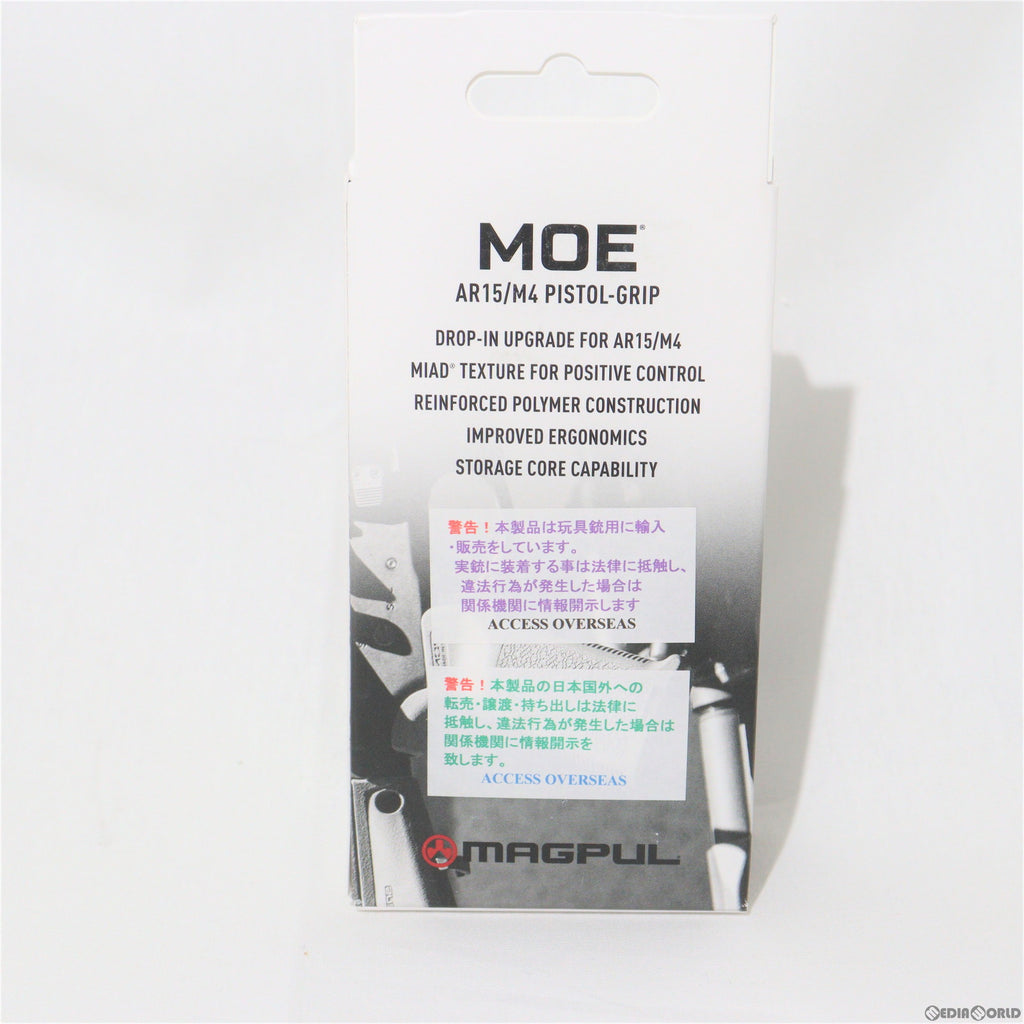 MOE®
AR15/M4 PISTOL-GRIP
DROP-IN UPGRADE FOR AR15/M4
MIAD® TEXTURE FOR POSITIVE CONTROL
REINFORCED POLYMER CONSTRUCTION
IMPROVED ERGONOMICS
STORAGE CORE CAPABILITY
警告！本製品は玩具銃用に輸入
・販売をしています。
実銃に装着する事は法律に抵触し、
違法行為が発生した場合は
関係機関に情報開示します
ACCESS OVERSEAS
警告！本製品の日本国外への
転売・譲渡・持ち出しは法律に
抵触し、違法行為が発生した場合は
関係機関に情報開示を
致します。
ACCESS OVERSEAS
MAGPUL
MEDIAWORLD